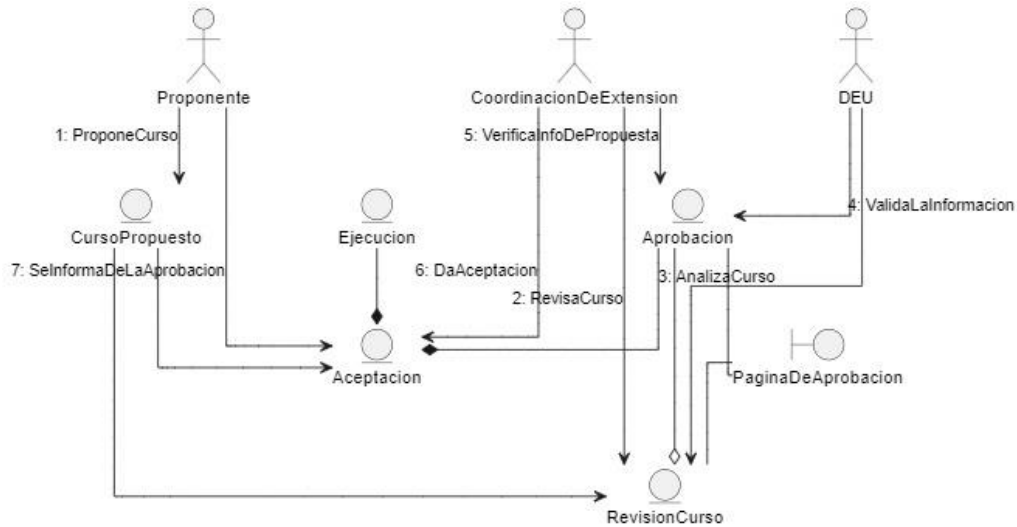 Proponente
CoordinacionDeExtension
DEU
1: ProponeCurso
5: VerificaInfoDePropuesta
4: ValidaLaInformacion
CursoPropuesto
Ejecucion
Aprobacion
7: SeInformaDeLaAprobacion
6: DaAceptacion
3: AnalizaCurso
2: RevisaCurso
Aceptacion
PaginaDeAprobacion
RevisionCurso